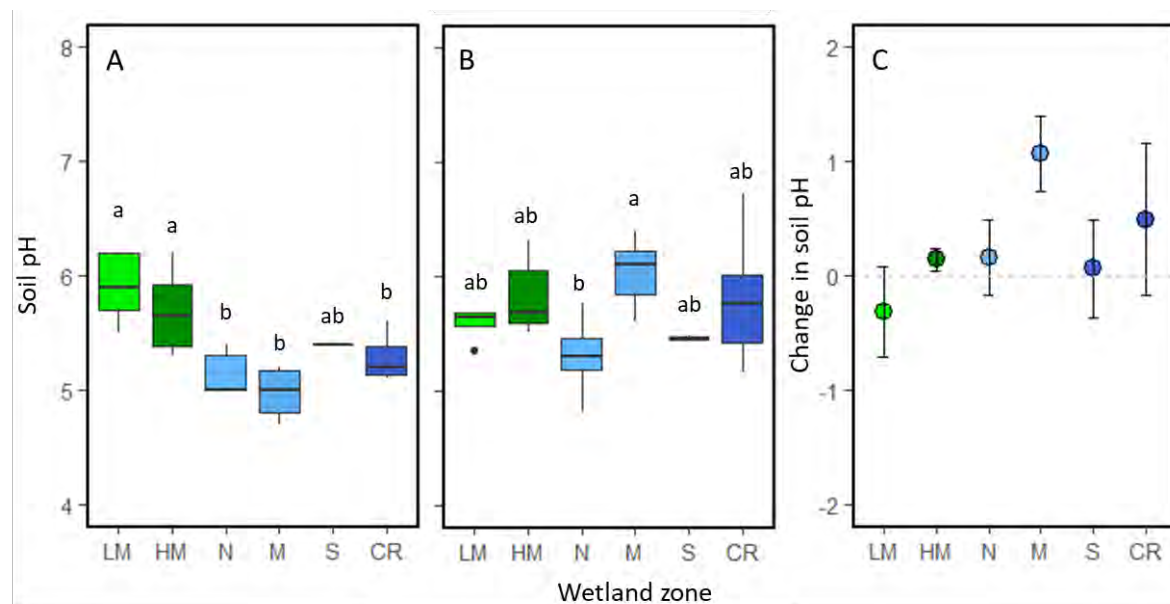 A
B
C
Soil pH
8
7
6
5
4
a
a
b
b
ab
b
LM HM N M S CR
ab
ab
b
a
ab
ab
LM HM N M S CR
Change in soil pH
2
1
0
-1
-2
LM HM N M S CR
Wetland zone